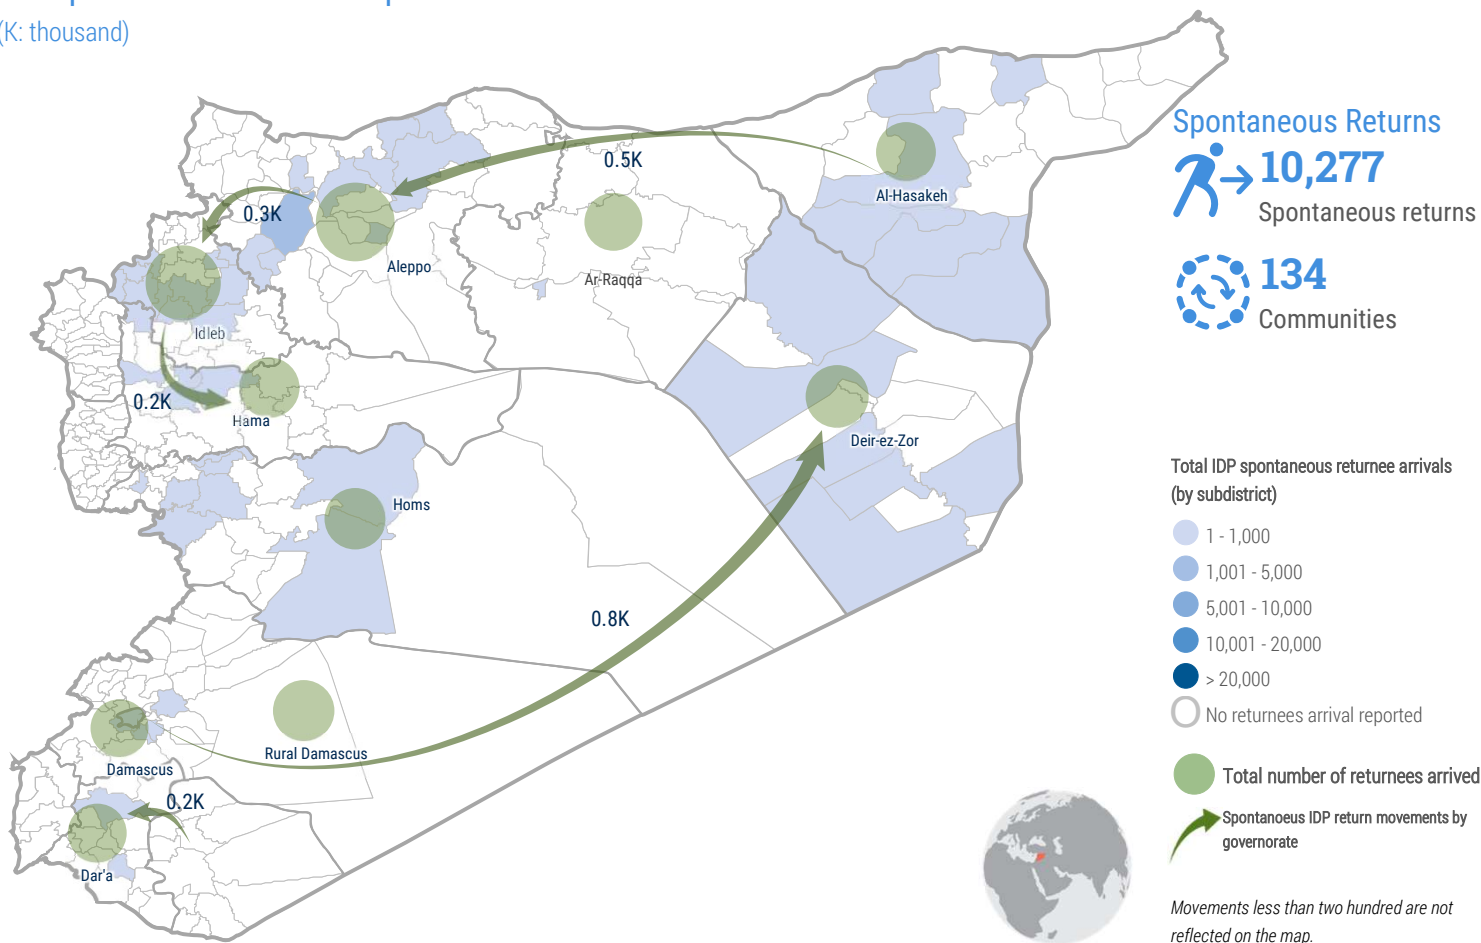 (K: thousand)
Spontaneous Returns
10,277
Spontaneous returns
134
Communities
0.5K
Al-Hasakeh
0.3K
Aleppo
Ar-Raqqa
Idleb
0.2K
Hama
Deir-ez-Zor
Homs
0.8K
Rural Damascus
Damascus
0.2K
Dar'a
Total IDP spontaneous returnee arrivals
(by subdistrict)
1 - 1,000
1,001 - 5,000
5,001 - 10,000
10,001 - 20,000
> 20,000
No returnees arrival reported
Total number of returnees arrived
Spontanoeus IDP return movements by
governorate
Movements less than two hundred are not
reflected on the map.